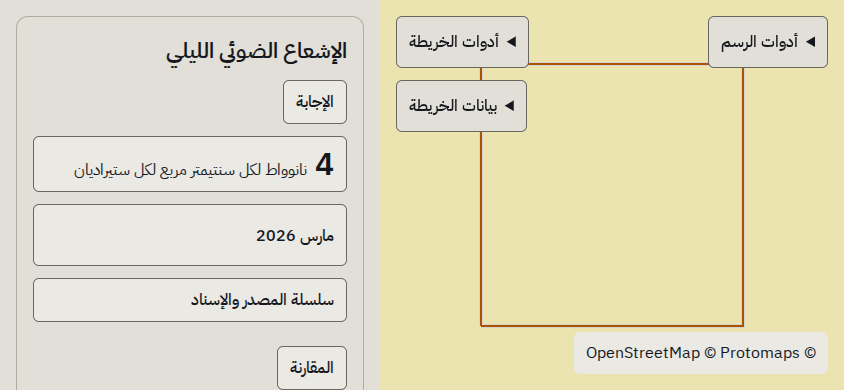 الإشعاع الضوئي الليلي
الإجابة
4 نانوواط لكل سنتيمتر مربع لكل ستيراديان
مارس 2026
سلسلة المصدر والإسناد
المقارنة
◀ أدوات الرسم
◀ أدوات الخريطة
◀ بيانات الخريطة
OpenStreetMap © Protomaps ©